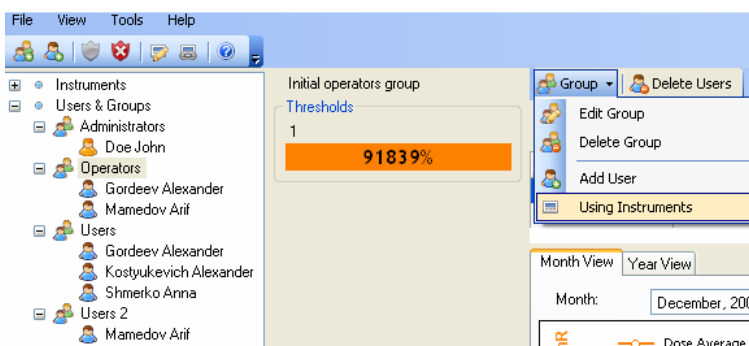 File View Tools Help
Instruments
Users & Groups
Administrators
Doe John
Operators
Gordeev Alexander
Mamedov Arif
Users
Gordeev Alexander
Kostyukevich Alexander
Shmerko Anna
Users 2
Mamedov Arif
Initial operators group
Thresholds
1
91839%
Group Delete Users
Edit Group
Delete Group
Add User
Using Instruments
Month View Year View
Month: December, 200
Dose Average